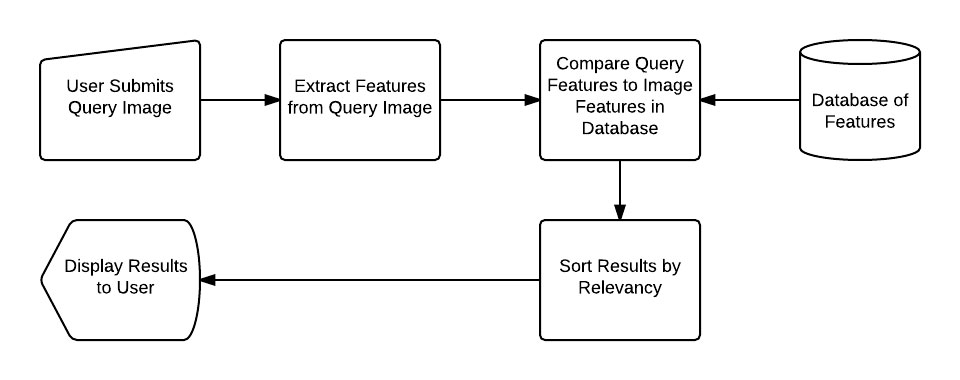 User Submits
Query Image
Extract Features
from Query Image
Compare Query
Features to Image
Features in
Database
Database of
Features
Display Results
to User
Sort Results by
Relevancy